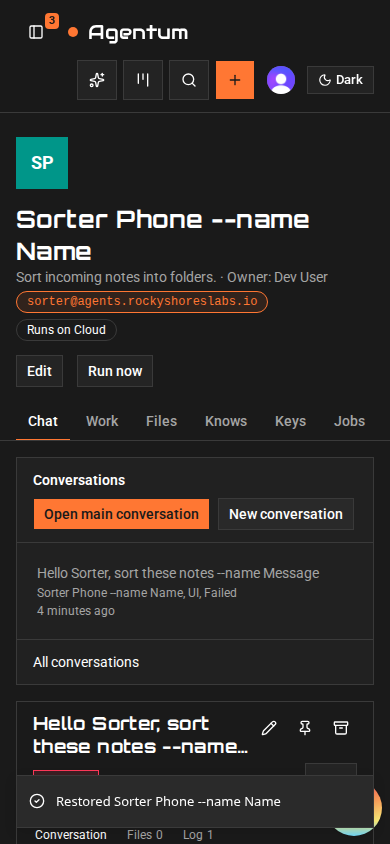 3
Agentum
Dark
SP
Sorter Phone --name
Name
Sort incoming notes into folders. · Owner: Dev User
sorter@agents.rockyshoreslabs.io
Runs on Cloud
Edit
Run now
Chat
Work
Files
Knows
Keys
Jobs
Conversations
Open main conversation
New conversation
Hello Sorter, sort these notes --name Message
Sorter Phone --name Name, UI, Failed
4 minutes ago
All conversations
Hello Sorter, sort
these notes --name…
Restored Sorter Phone --name Name
Conversation
Files 0
Log 1